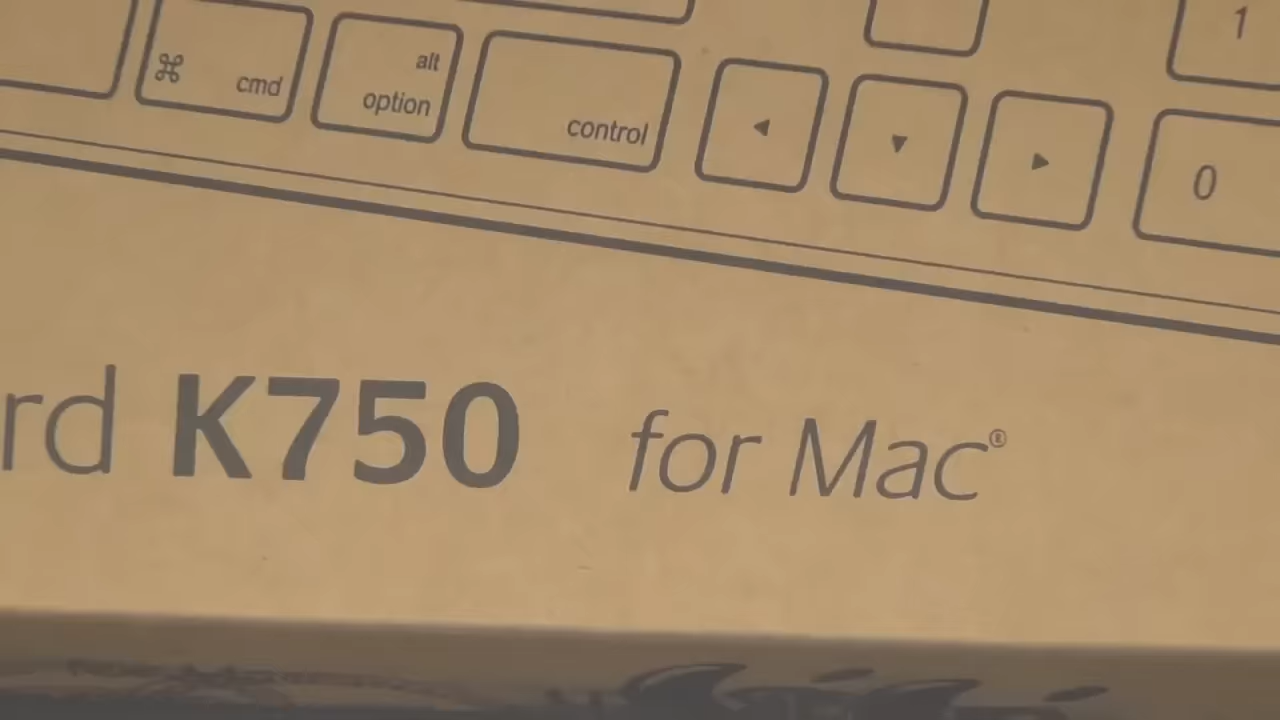 1
⌘ cmd alt option control ◄ ▼ ► 0
rd K750 for Mac®